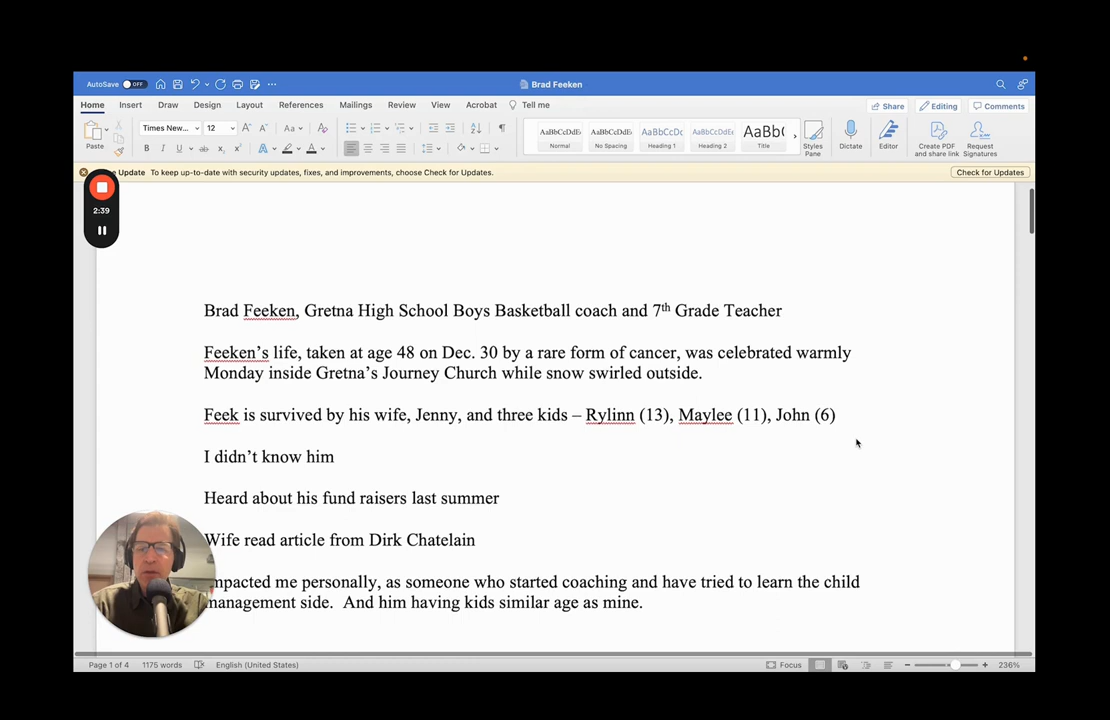 AutoSave OFF
Brad Feeken
Home Insert Draw Design Layout References Mailings Review View Acrobat Tell me
Share Editing Comments
Paste
Times New... 12
AaBbCcDdEe AaBbCcDdEe AaBbCcDc AaBbCcDdEe AaBb(
Normal No Spacing Heading 1 Heading 2 Title
Styles Pane
Dictate
Editor
Create PDF and share link
Request Signatures
Update To keep up-to-date with security updates, fixes, and improvements, choose Check for Updates.
Check for Updates
2:39
Brad Feeken, Gretna High School Boys Basketball coach and 7th Grade Teacher
Feeken’s life, taken at age 48 on Dec. 30 by a rare form of cancer, was celebrated warmly
Monday inside Gretna’s Journey Church while snow swirled outside.
Feek is survived by his wife, Jenny, and three kids – Rylinn (13), Maylee (11), John (6)
I didn’t know him
Heard about his fund raisers last summer
Wife read article from Dirk Chatelain
mpacted me personally, as someone who started coaching and have tried to learn the child
management side. And him having kids similar age as mine.
Page 1 of 4 1175 words English (United States) Focus 236%